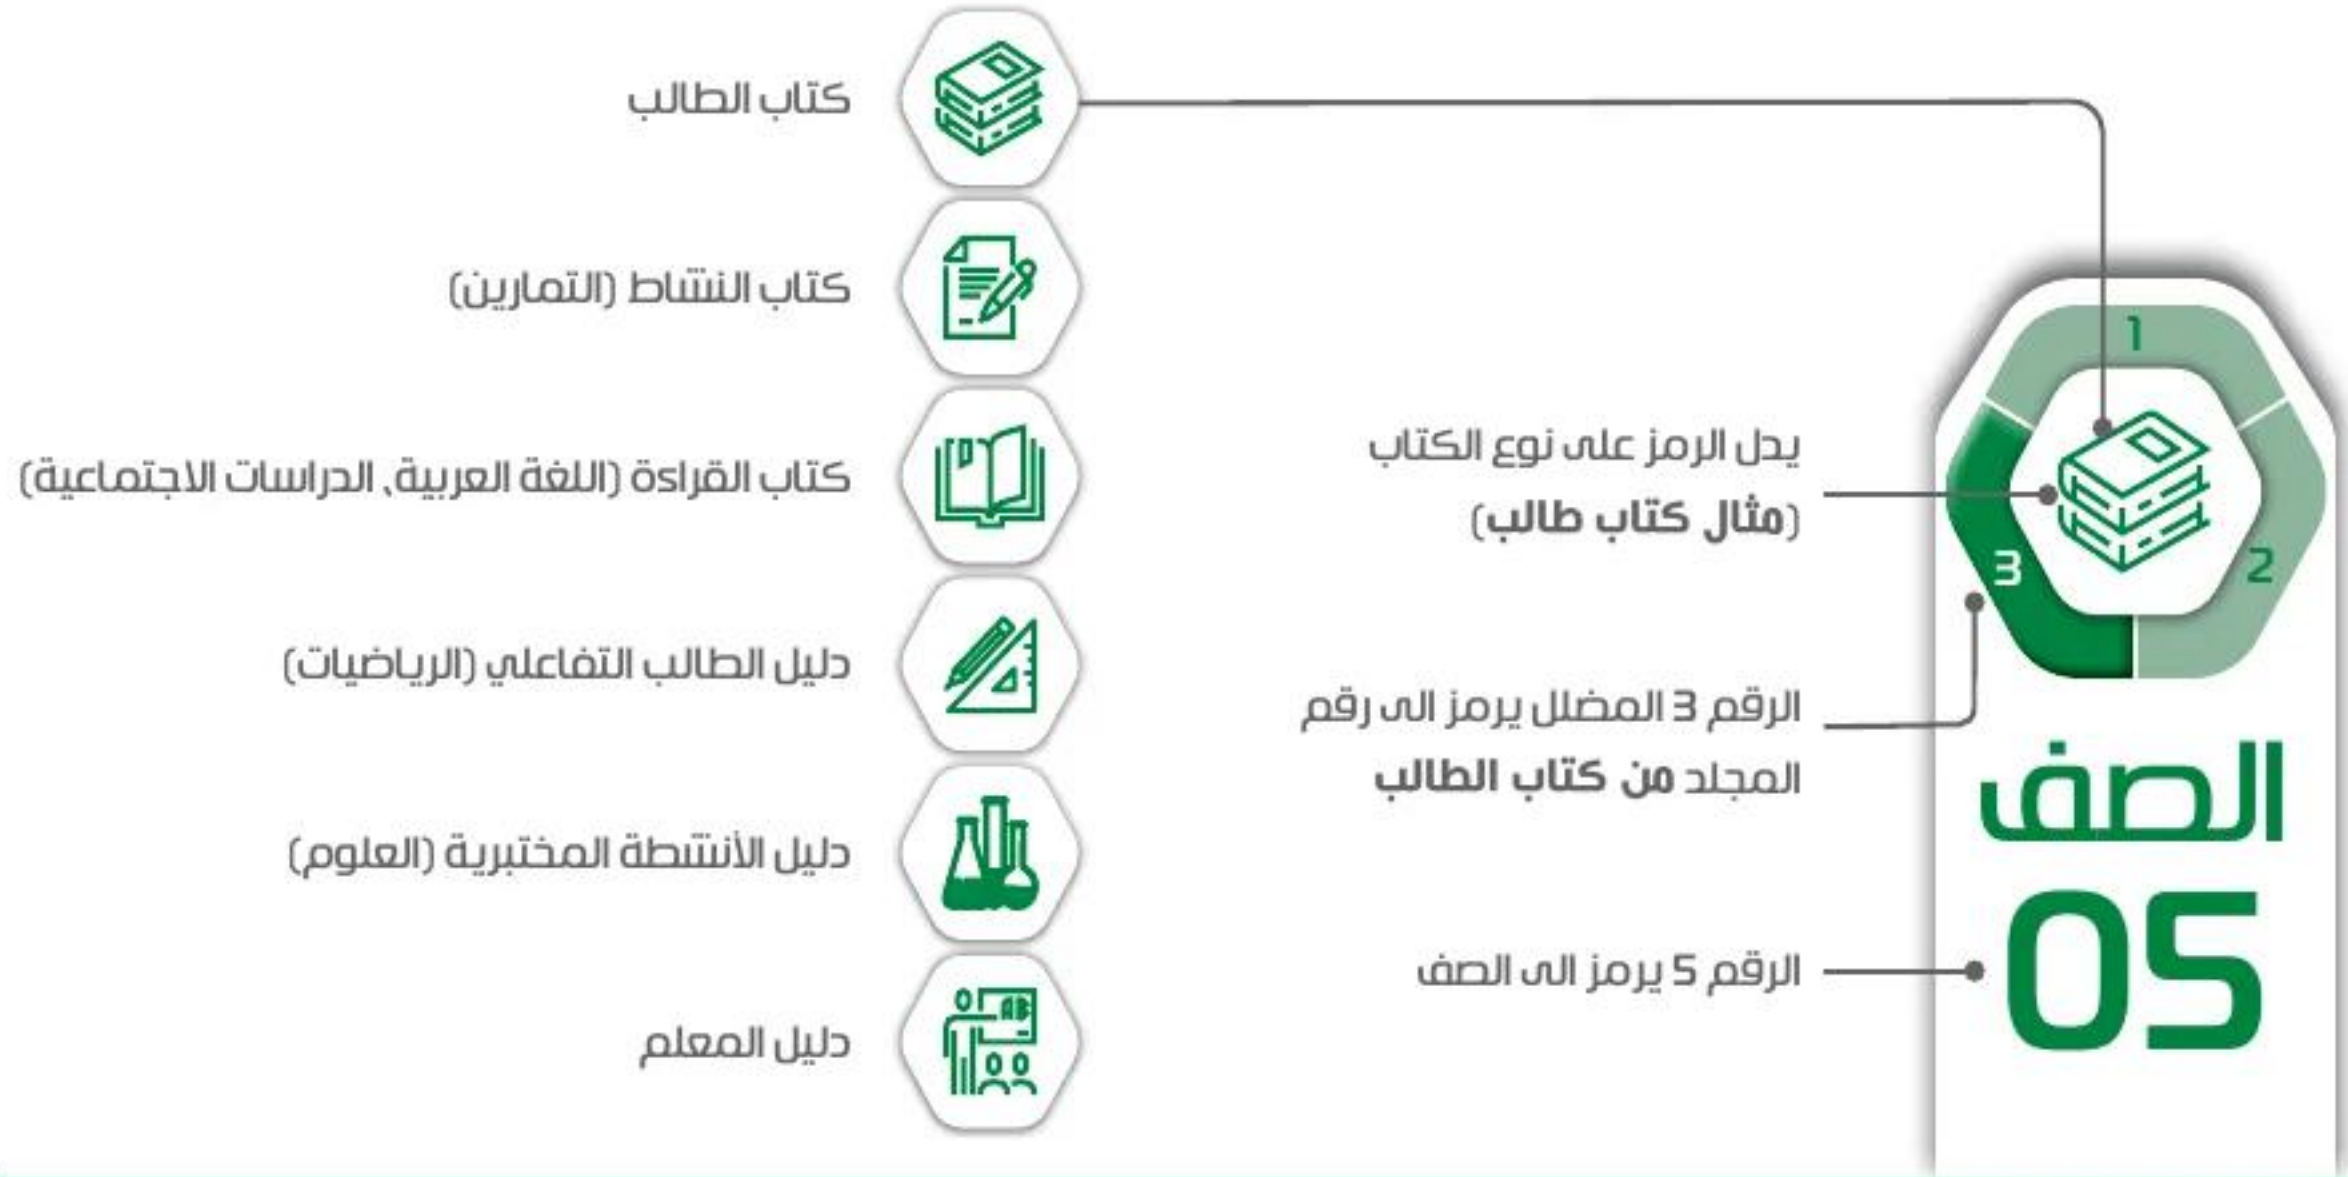 1
2
3
الصف
05
يدل الرمز على نوع الكتاب
(مثال كتاب طالب)
الرقم 3 المضلل يرمز الى رقم
المجلد من كتاب الطالب
الرقم 5 يرمز الى الصف
كتاب الطالب
كتاب النشاط (التمارين)
كتاب القراءة (اللغة العربية، الدراسات الاجتماعية)
دليل الطالب التفاعلي (الرياضيات)
دليل الأنشطة المختبرية (العلوم)
دليل المعلم
AB